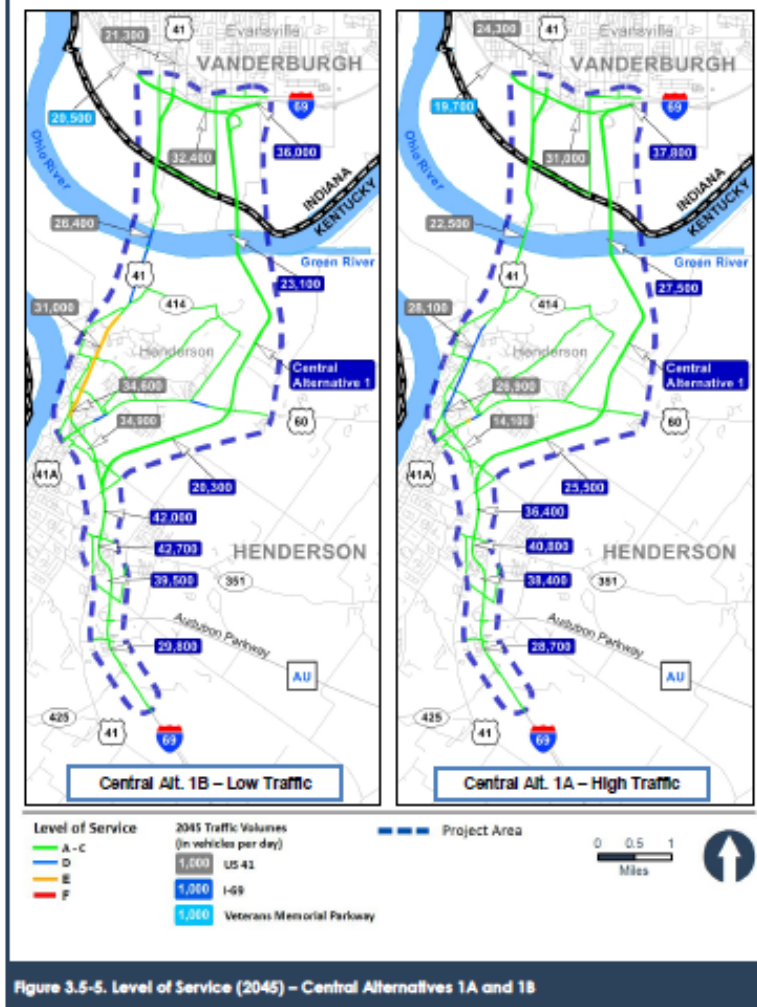 21,300
41
Evansville
VANDERBURGH
69
20,500
32,400
36,000
Ohio River
INDIANA
KENTUCKY
26,400
Green River
41
23,100
31,000
414
Henderson
34,600
Central
Alternative 1
34,900
60
41A
20,300
42,000
42,700
HENDERSON
39,500
351
Audubon Parkway
29,800
AU
425
41
69
Central Alt. 1B – Low Traffic
24,300
41
Evansville
VANDERBURGH
69
19,700
31,000
37,800
Ohio River
INDIANA
KENTUCKY
22,500
Green River
41
27,500
28,100
414
Henderson
26,900
Central
Alternative 1
14,100
60
41A
25,500
36,400
40,800
HENDERSON
38,400
351
Audubon Parkway
28,700
AU
425
41
69
Central Alt. 1A – High Traffic
Level of Service
A - C
D
E
F
2045 Traffic Volumes
(in vehicles per day)
1,000 US 41
1,000 I-69
1,000 Veterans Memorial Parkway
Project Area
0 0.5 1
Miles
Figure 3.5-5. Level of Service (2045) – Central Alternatives 1A and 1B